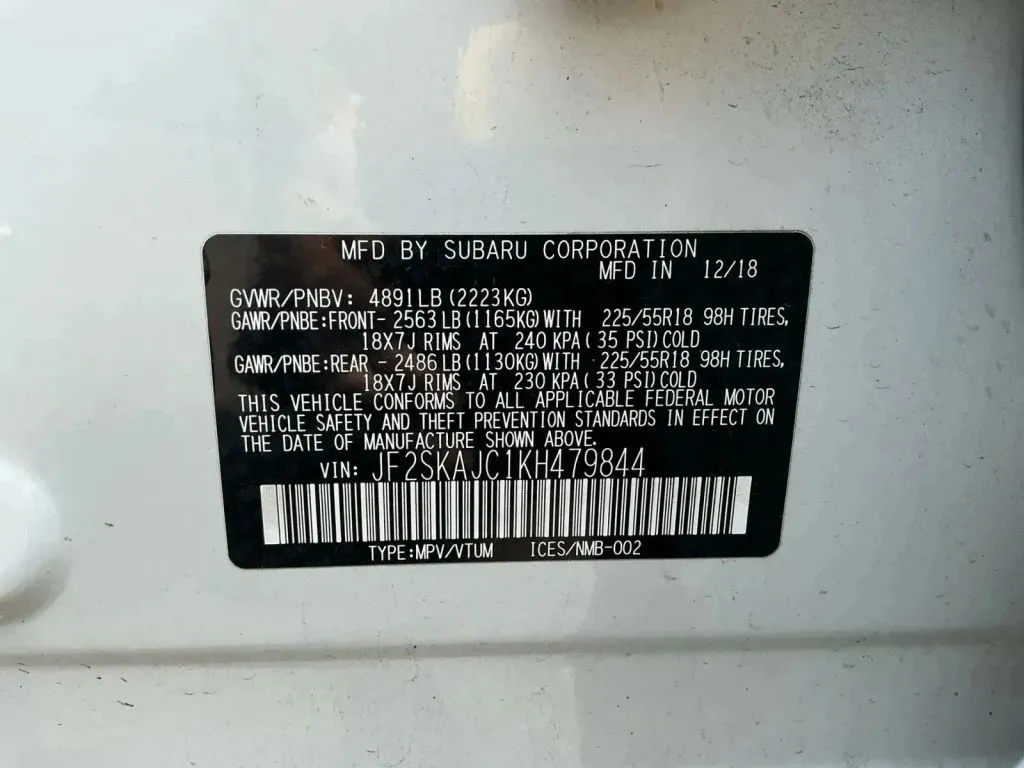 MFD BY SUBARU CORPORATION
MFD IN 12/18
GVWR/PNBV: 4891LB (2223KG)
GAWR/PNBE:FRONT- 2563 LB (1165KG) WITH 225/55R18 98H TIRES,
18X7J RIMS AT 240 KPA ( 35 PSI) COLD
GAWR/PNBE:REAR - 2486 LB (1130KG) WITH 225/55R18 98H TIRES,
18X7J RIMS AT 230 KPA ( 33 PSI) COLD
THIS VEHICLE CONFORMS TO ALL APPLICABLE FEDERAL MOTOR
VEHICLE SAFETY AND THEFT PREVENTION STANDARDS IN EFFECT ON
THE DATE OF MANUFACTURE SHOWN ABOVE.
VIN: JF2SKAJC1KH479844
TYPE:MPV/VTUM ICES/NMB-002